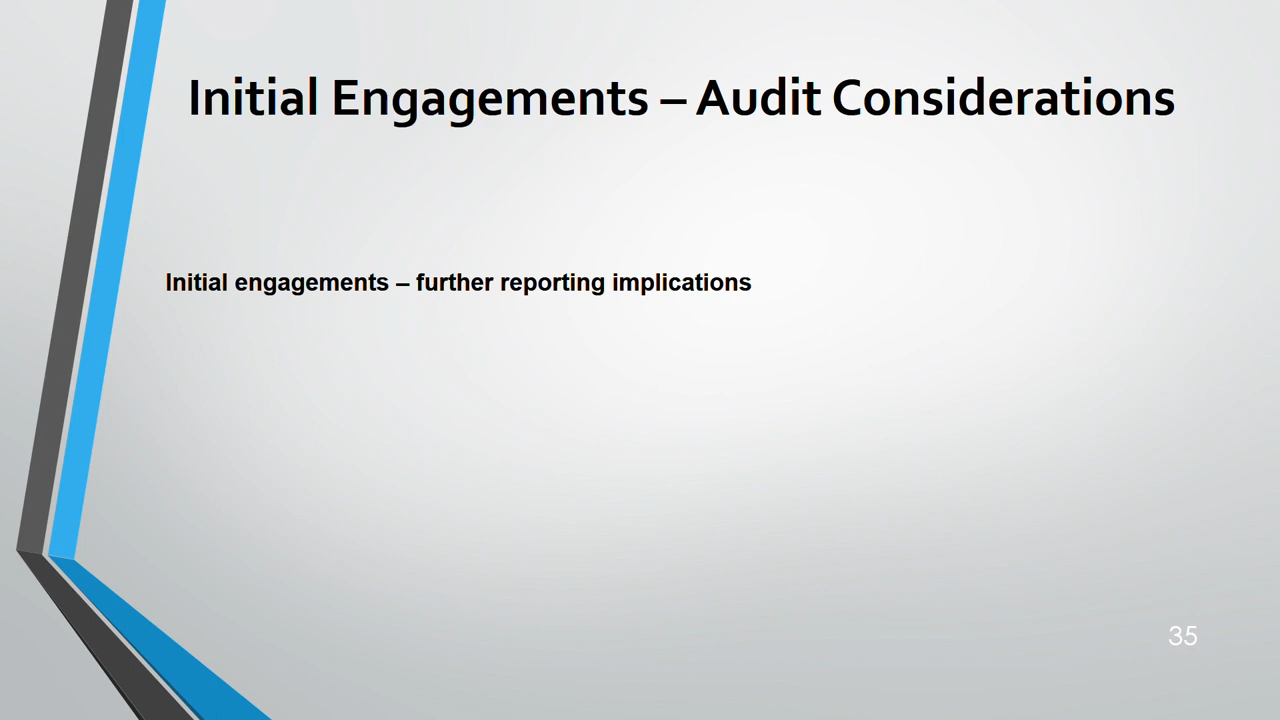 Initial Engagements – Audit Considerations
Initial engagements – further reporting implications
35